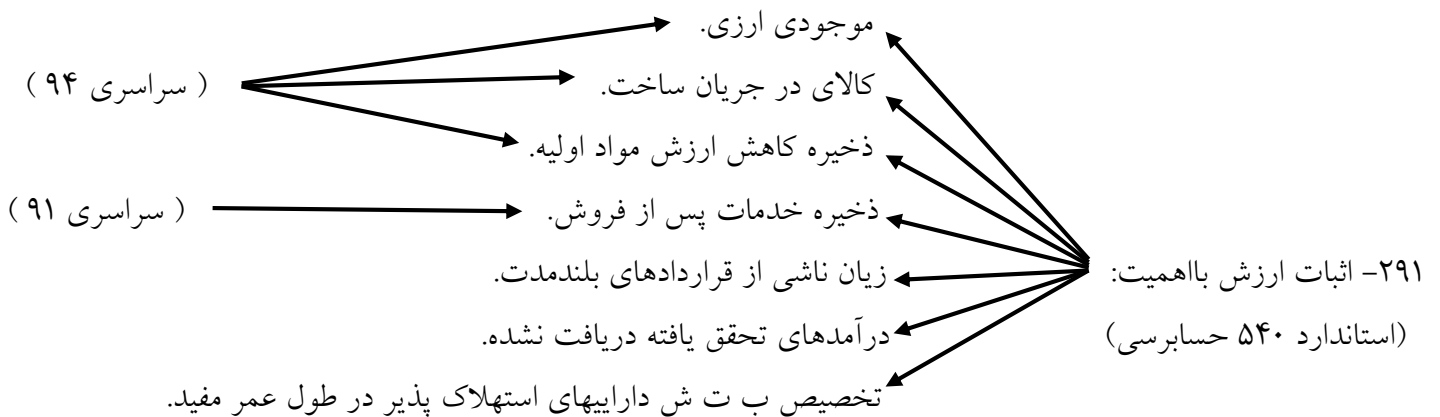 موجودی ارزی.
کالای در جریان ساخت.
( سراسری ۹۴ )
ذخیره کاهش ارزش مواد اولیه.
ذخیره خدمات پس از فروش.
( سراسری ۹۱ )
۲۹۱- اثبات ارزش بااهمیت:
زیان ناشی از قراردادهای بلندمدت.
(استاندارد ۵۴۰ حسابرسی)
درآمدهای تحقق یافته دریافت نشده.
تخصیص ب ت ش داراییهای استهلاک پذیر در طول عمر مفید.